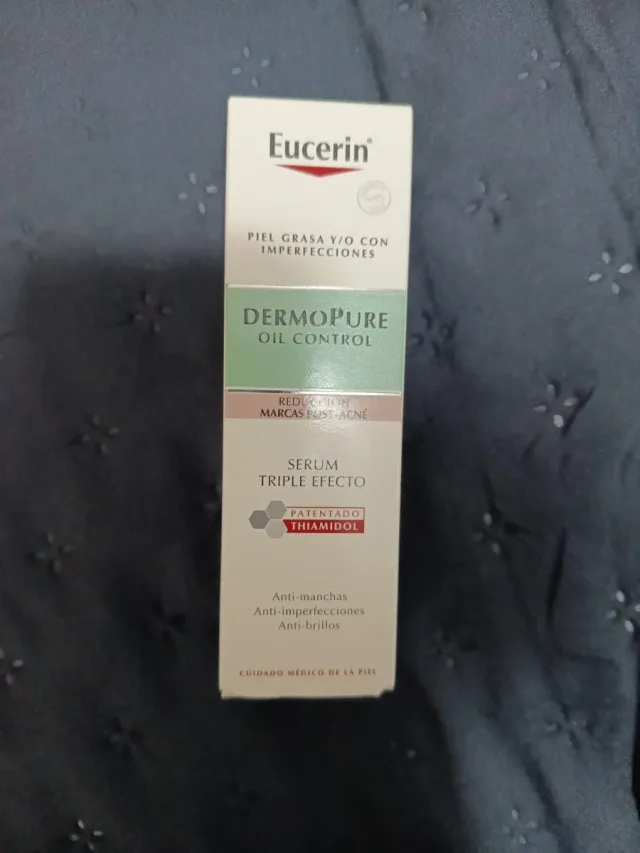 Eucerin®
PIEL GRASA Y/O CON
IMPERFECCIONES
DERMOPURE
OIL CONTROL
REDUCCIÓN
MARCAS POST-ACNÉ
SERUM
TRIPLE EFECTO
PATENTADO
THIAMIDOL
Anti-manchas
Anti-imperfecciones
Anti-brillos
CUIDADO MÉDICO DE LA PIEL